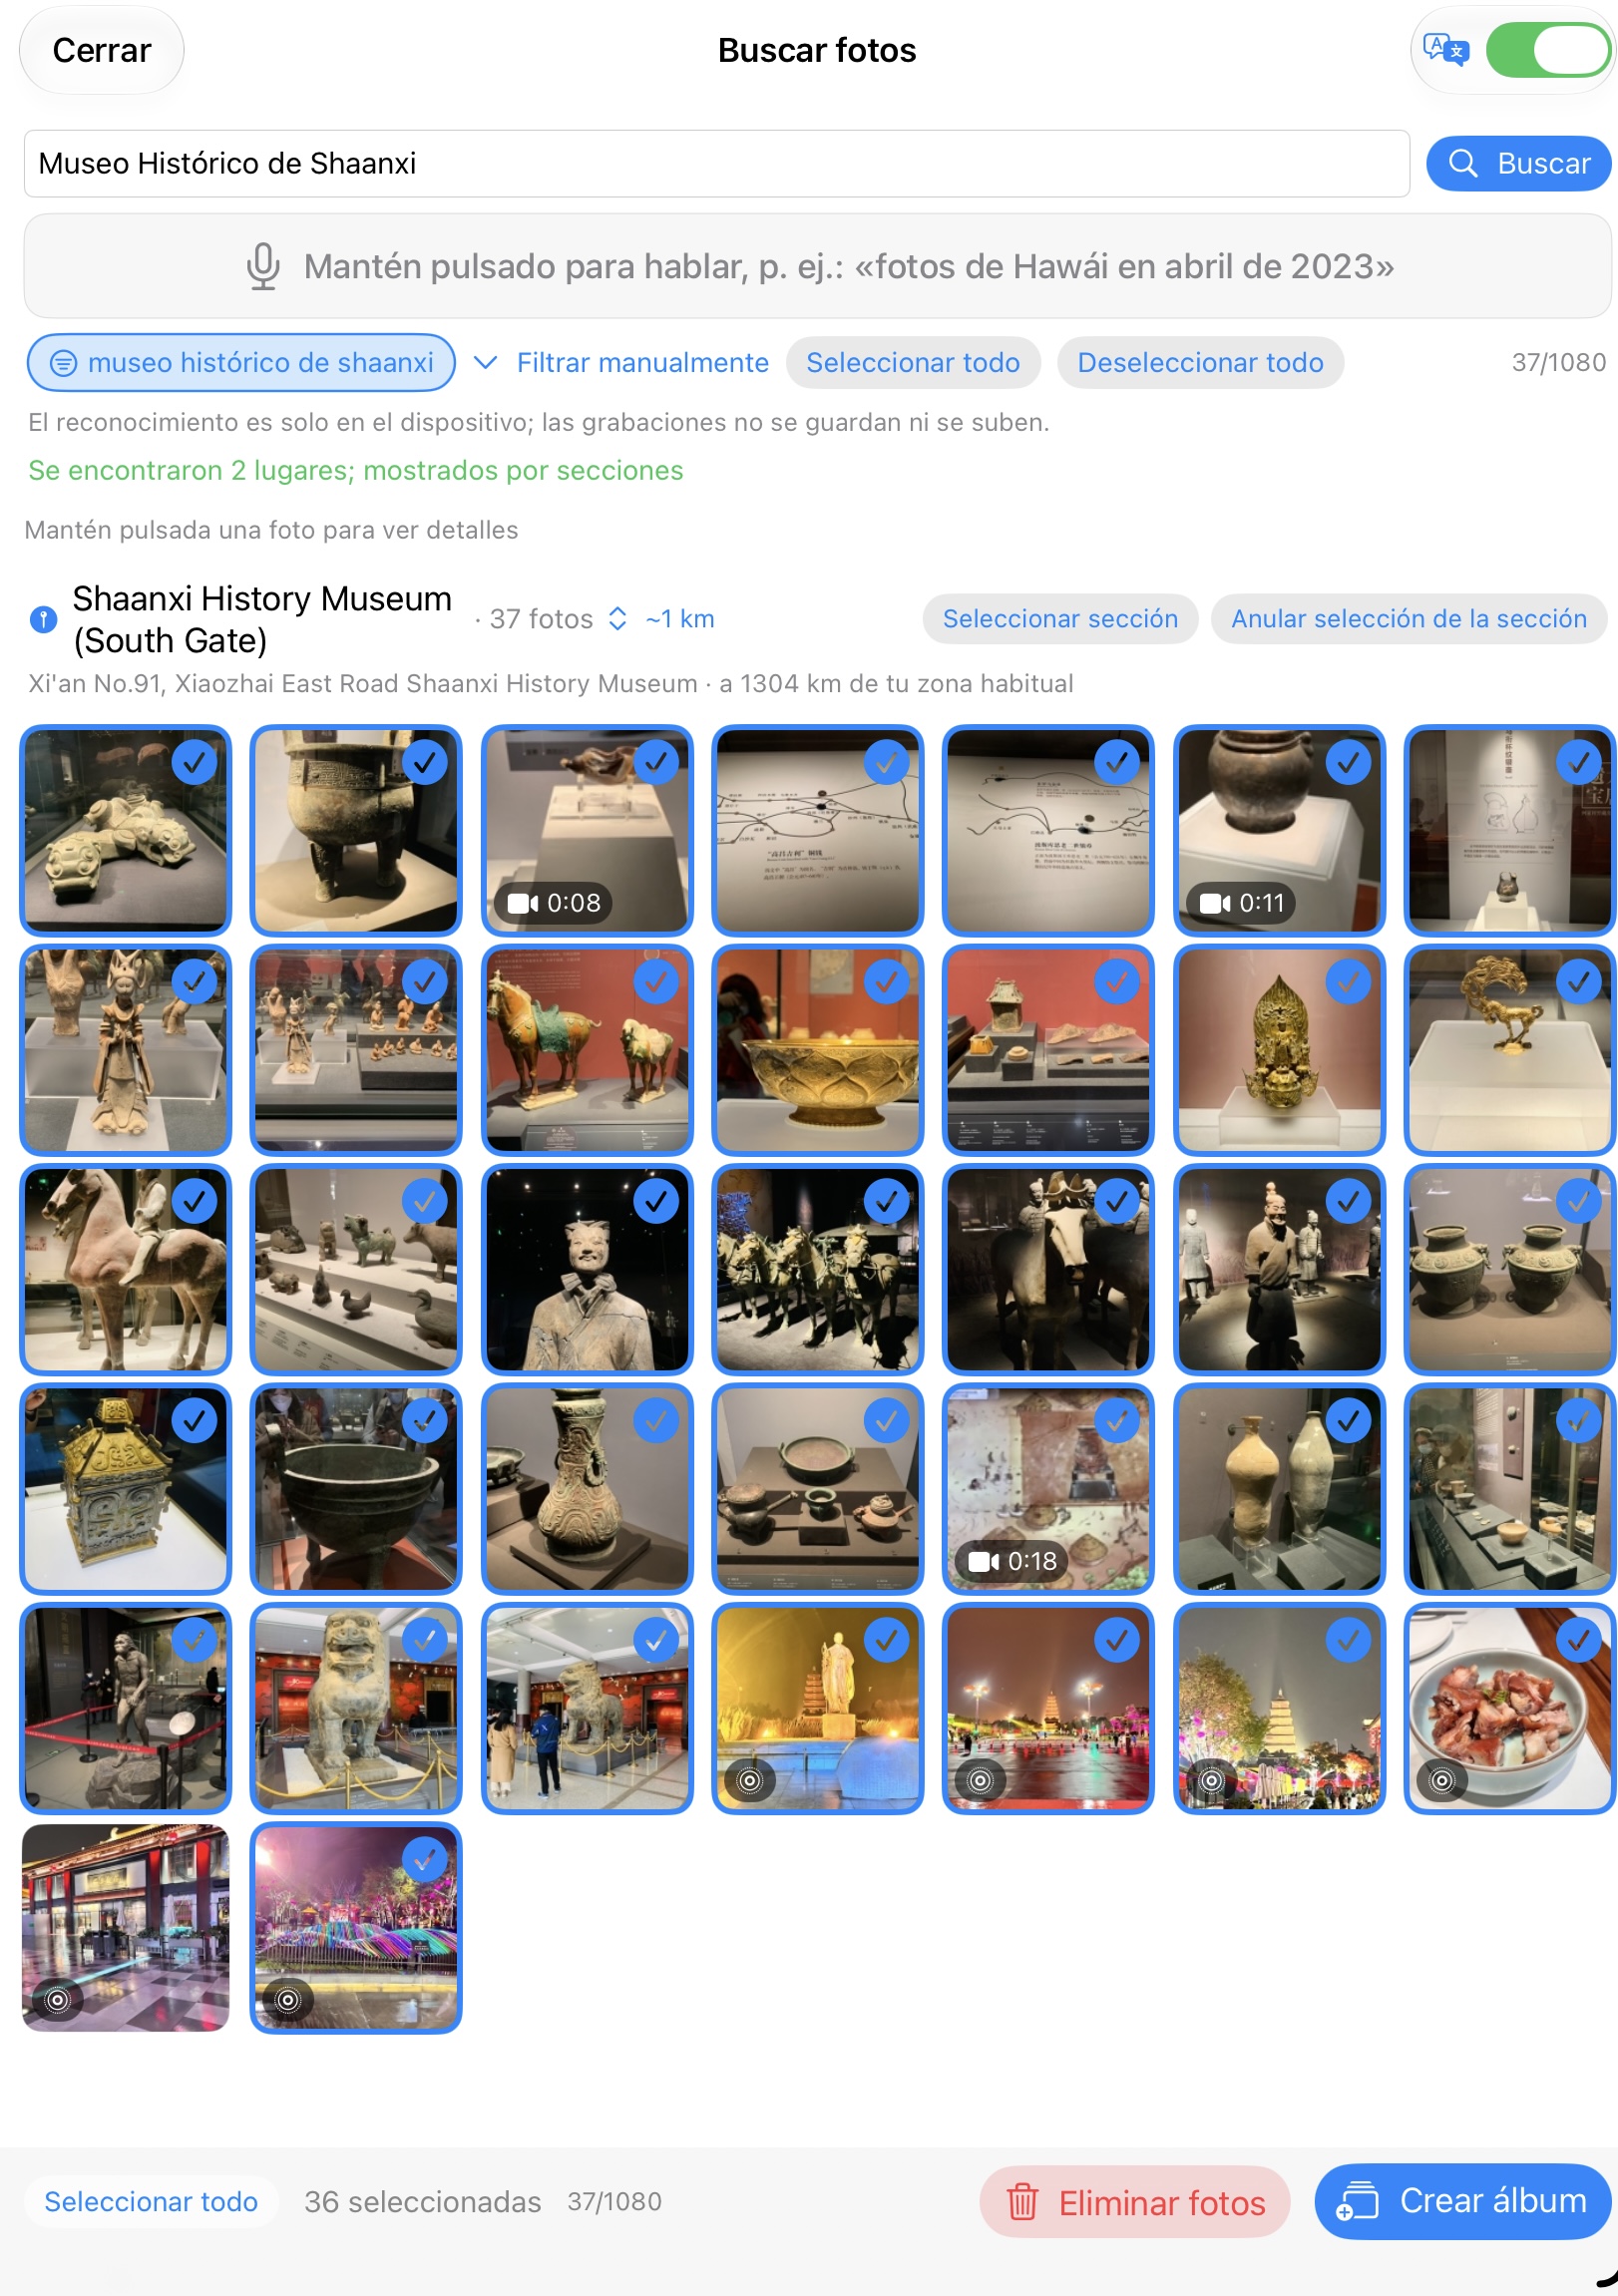 Cerrar
Buscar fotos
Museo Histórico de Shaanxi
Buscar
Mantén pulsado para hablar, p. ej.: «fotos de Hawái en abril de 2023»
museo histórico de shaanxi
Filtrar manualmente
Seleccionar todo
Deseleccionar todo
37/1080
El reconocimiento es solo en el dispositivo; las grabaciones no se guardan ni se suben.
Se encontraron 2 lugares; mostrados por secciones
Mantén pulsada una foto para ver detalles
Shaanxi History Museum
(South Gate)
· 37 fotos
~1 km
Seleccionar sección
Anular selección de la sección
Xi'an No.91, Xiaozhai East Road Shaanxi History Museum · a 1304 km de tu zona habitual
0:08
0:11
0:18
Seleccionar todo
36 seleccionadas
37/1080
Eliminar fotos
Crear álbum